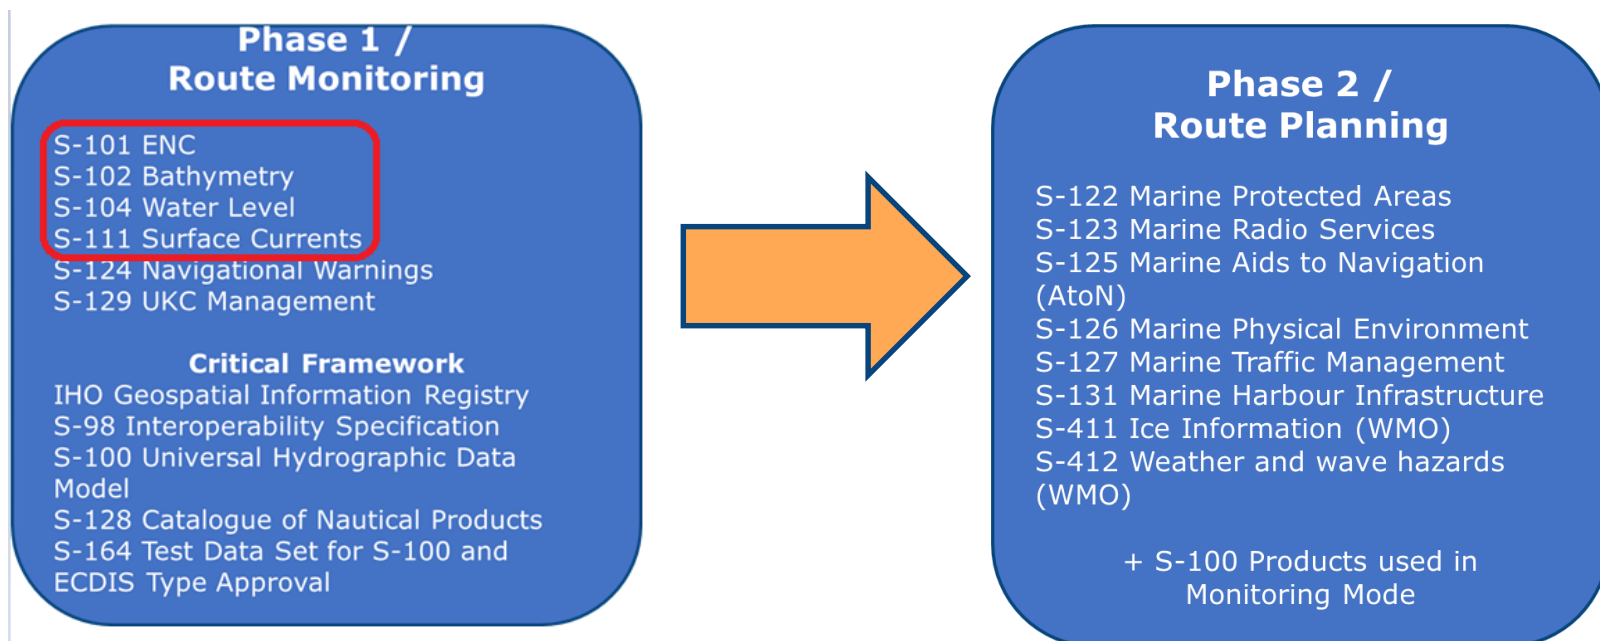 Phase 1 /
Route Monitoring
S-101 ENC
S-102 Bathymetry
S-104 Water Level
S-111 Surface Currents
S-124 Navigational Warnings
S-129 UKC Management
Critical Framework
IHO Geospatial Information Registry
S-98 Interoperability Specification
S-100 Universal Hydrographic Data
Model
S-128 Catalogue of Nautical Products
S-164 Test Data Set for S-100 and
ECDIS Type Approval
Phase 2 /
Route Planning
S-122 Marine Protected Areas
S-123 Marine Radio Services
S-125 Marine Aids to Navigation
(AtoN)
S-126 Marine Physical Environment
S-127 Marine Traffic Management
S-131 Marine Harbour Infrastructure
S-411 Ice Information (WMO)
S-412 Weather and wave hazards
(WMO)
+ S-100 Products used in
Monitoring Mode